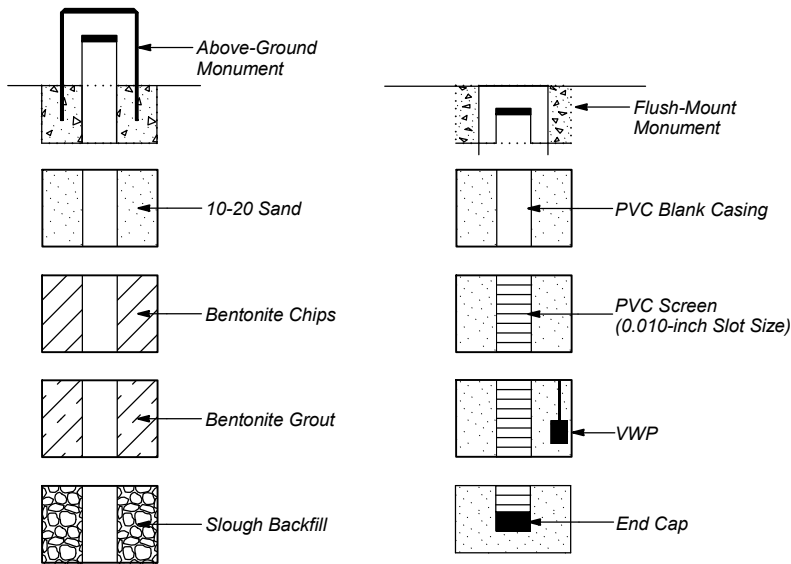 Above-Ground
Monument
10-20 Sand
Bentonite Chips
Bentonite Grout
Slough Backfill
Flush-Mount
Monument
PVC Blank Casing
PVC Screen
(0.010-inch Slot Size)
VWP
End Cap